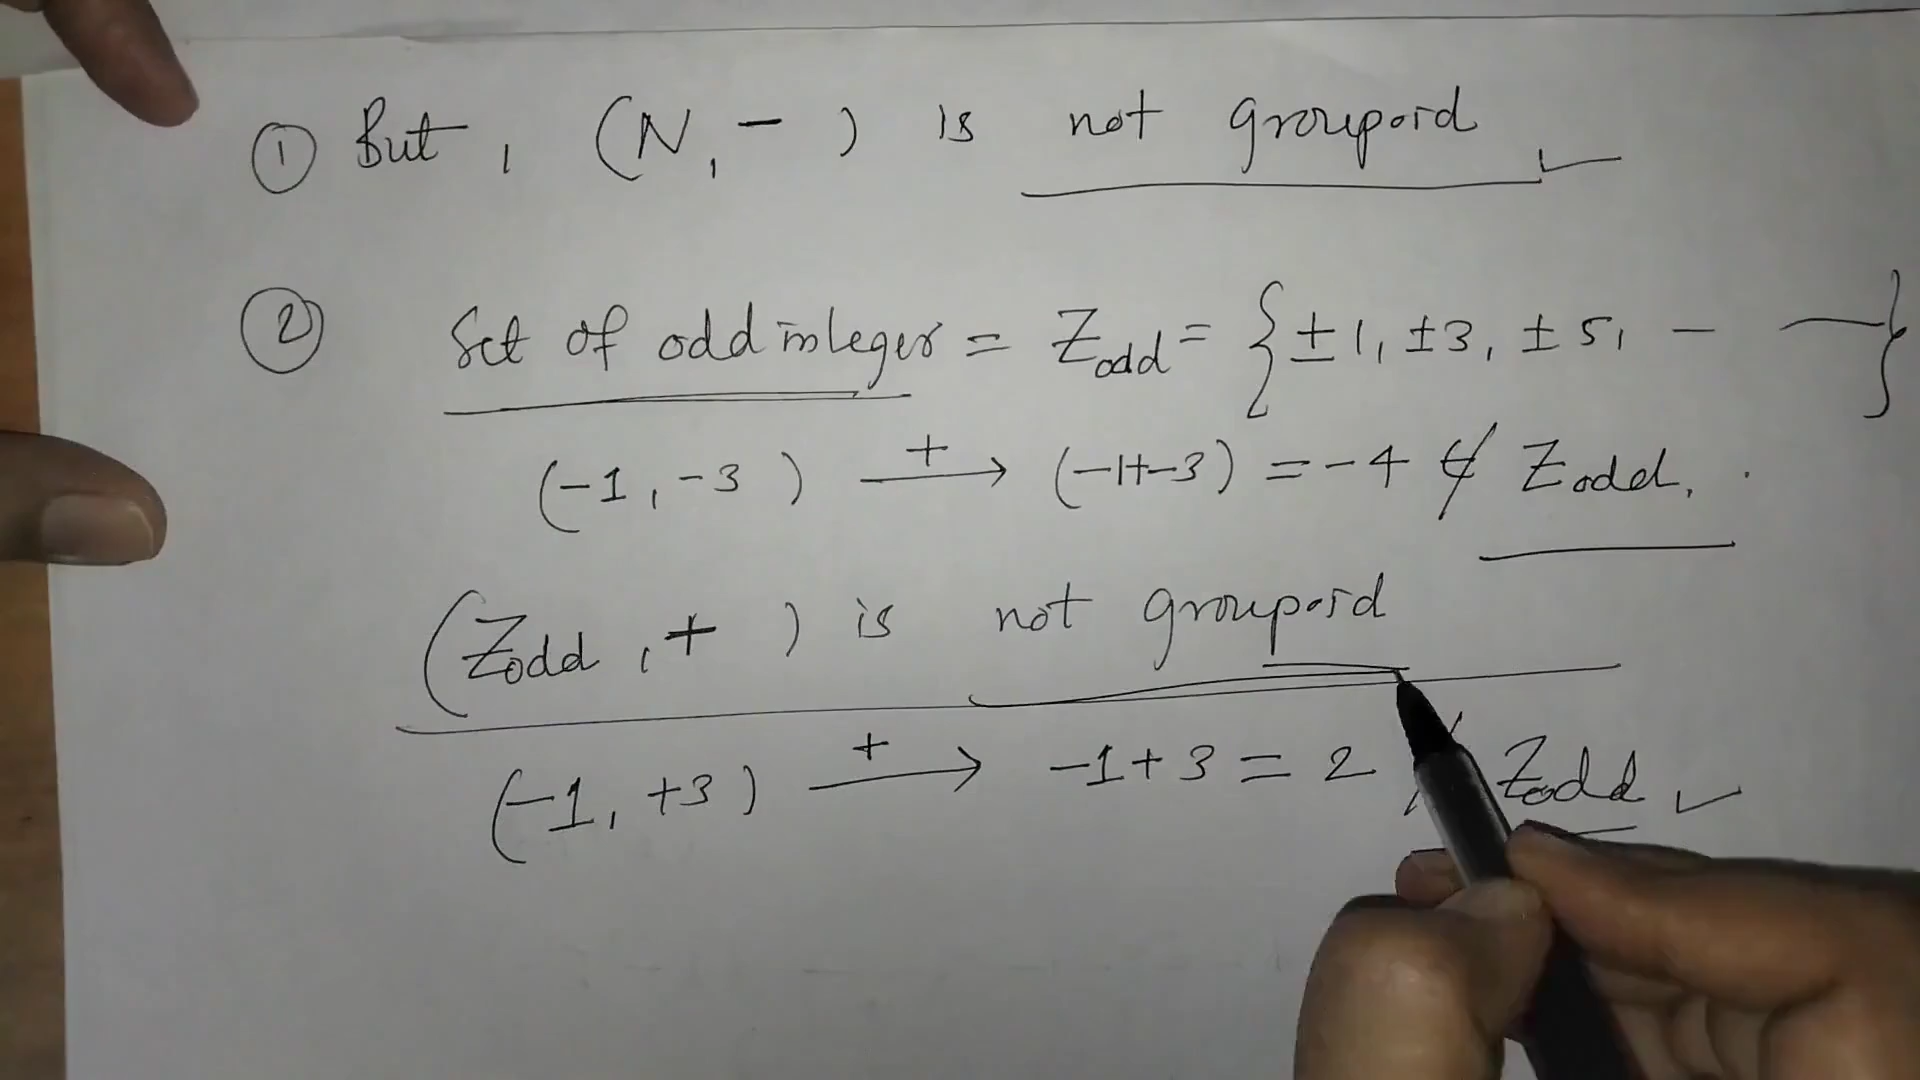 ① But, (N, -) is not groupoid
② Set of odd integer = Zodd = {±1, ±3, ±5, - —}
(-1, -3) +→ (-1+-3) = -4 ∉ Zodd.
(Zodd, +) is not groupoid
(-1, +3) +→ -1+3 = 2 Zodd ✓